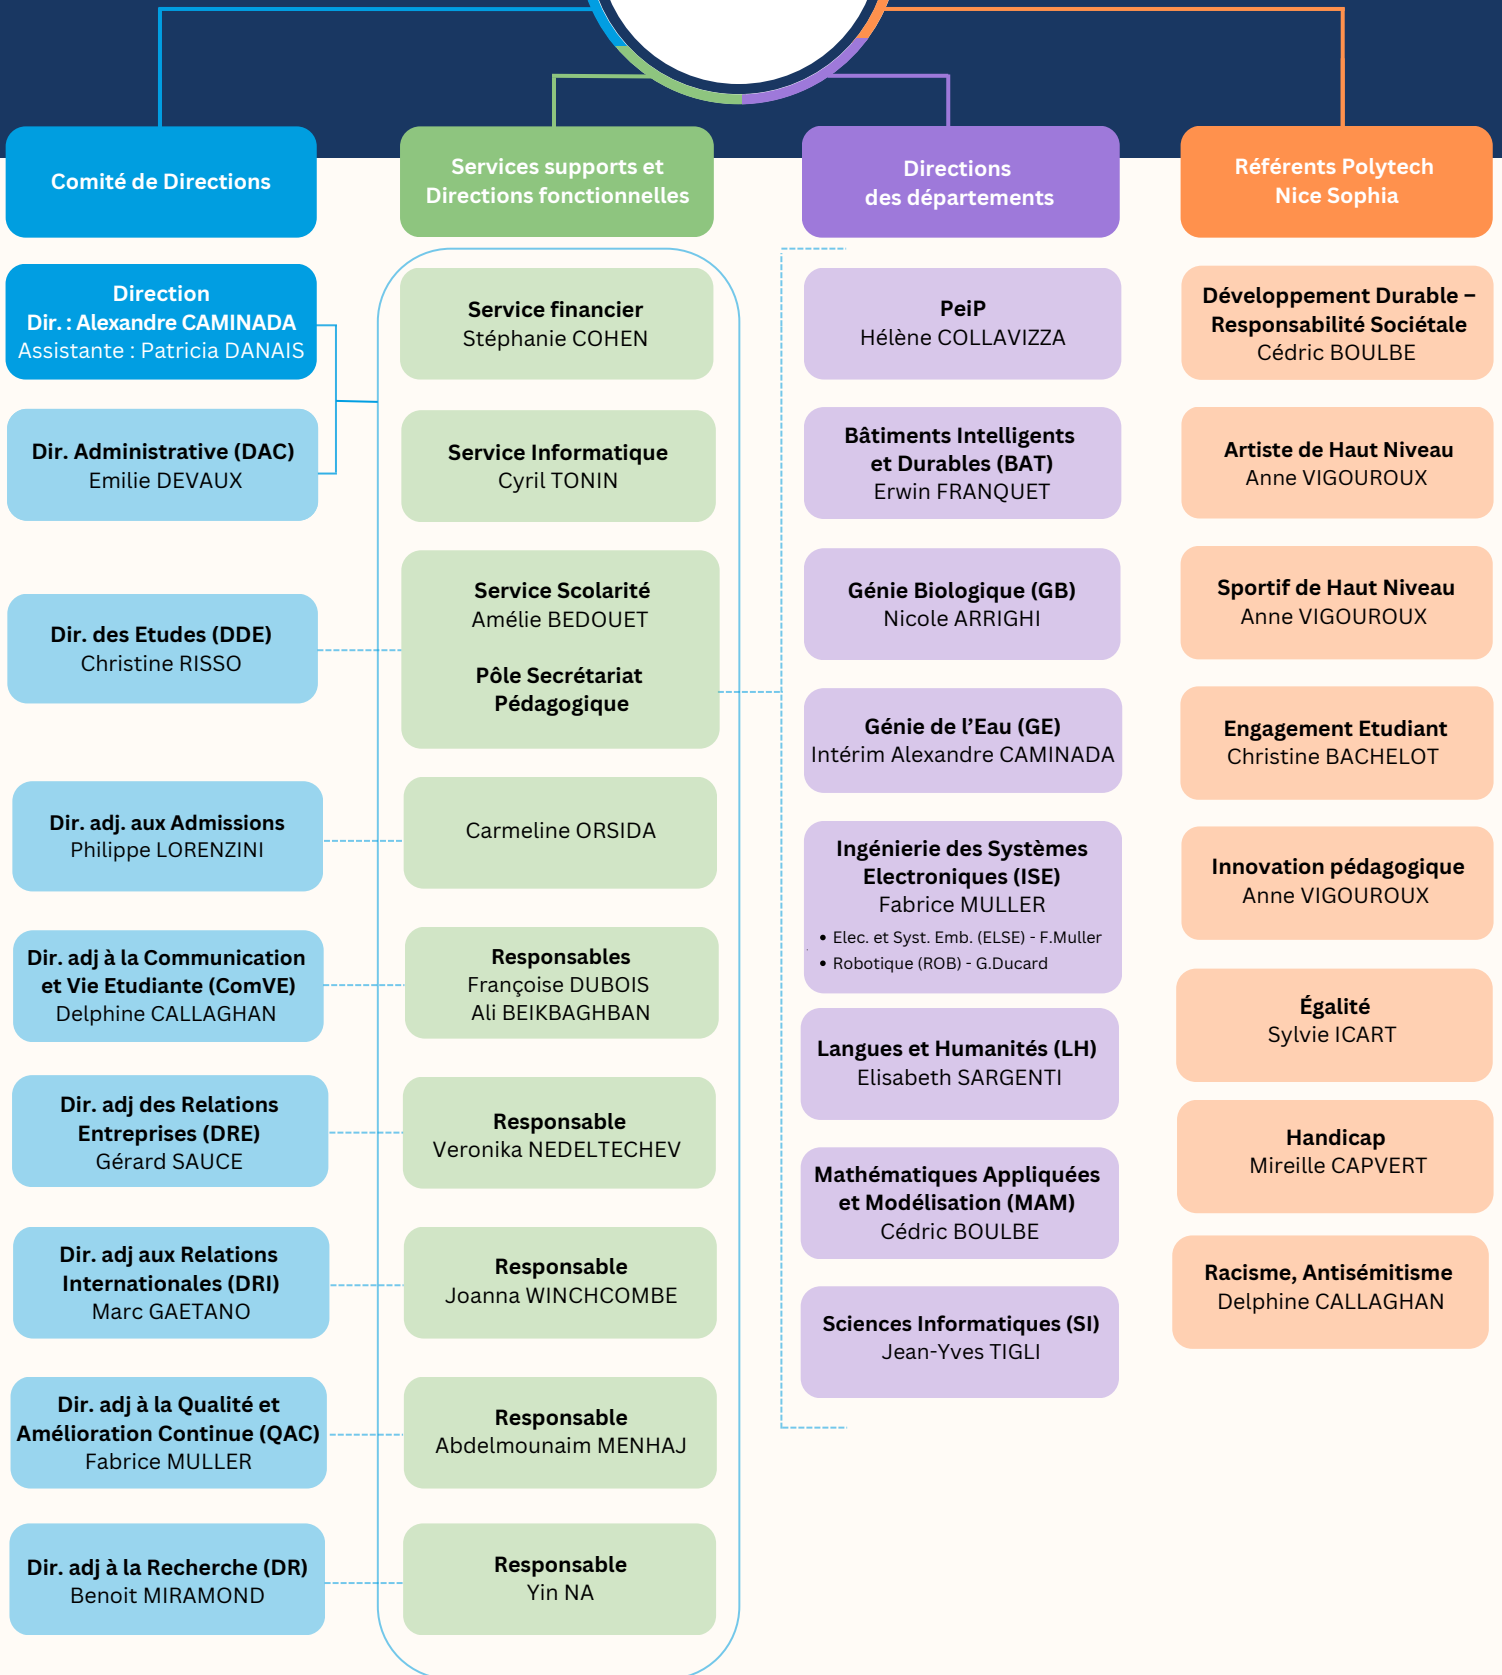 Comité de Directions
Services supports et
Directions fonctionnelles
Directions
des départements
Référents Polytech
Nice Sophia
Direction
Dir. : Alexandre CAMINADA
Assistante : Patricia DANAIS
Dir. Administrative (DAC)
Emilie DEVAUX
Dir. des Etudes (DDE)
Christine RISSO
Dir. adj. aux Admissions
Philippe LORENZINI
Dir. adj à la Communication
et Vie Etudiante (ComVE)
Delphine CALLAGHAN
Dir. adj des Relations
Entreprises (DRE)
Gérard SAUCE
Dir. adj aux Relations
Internationales (DRI)
Marc GAETANO
Dir. adj à la Qualité et
Amélioration Continue (QAC)
Fabrice MULLER
Dir. adj à la Recherche (DR)
Benoit MIRAMOND
Service financier
Stéphanie COHEN
Service Informatique
Cyril TONIN
Service Scolarité
Amélie BEDOUET
Pôle Secrétariat
Pédagogique
Carmeline ORSIDA
Responsables
Françoise DUBOIS
Ali BEIKBAGHBAN
Responsable
Veronika NEDELTECHEV
Responsable
Joanna WINCHCOMBE
Responsable
Abdelmounaim MENHAJ
Responsable
Yin NA
PeiP
Hélène COLLAVIZZA
Bâtiments Intelligents
et Durables (BAT)
Erwin FRANQUET
Génie Biologique (GB)
Nicole ARRIGHI
Génie de l’Eau (GE)
Intérim Alexandre CAMINADA
Ingénierie des Systèmes
Electroniques (ISE)
Fabrice MULLER
• Elec. et Syst. Emb. (ELSE) - F.Muller
• Robotique (ROB) - G.Ducard
Langues et Humanités (LH)
Elisabeth SARGENTI
Mathématiques Appliquées
et Modélisation (MAM)
Cédric BOULBE
Sciences Informatiques (SI)
Jean-Yves TIGLI
Développement Durable –
Responsabilité Sociétale
Cédric BOULBE
Artiste de Haut Niveau
Anne VIGOUROUX
Sportif de Haut Niveau
Anne VIGOUROUX
Engagement Etudiant
Christine BACHELOT
Innovation pédagogique
Anne VIGOUROUX
Égalité
Sylvie ICART
Handicap
Mireille CAPVERT
Racisme, Antisémitisme
Delphine CALLAGHAN